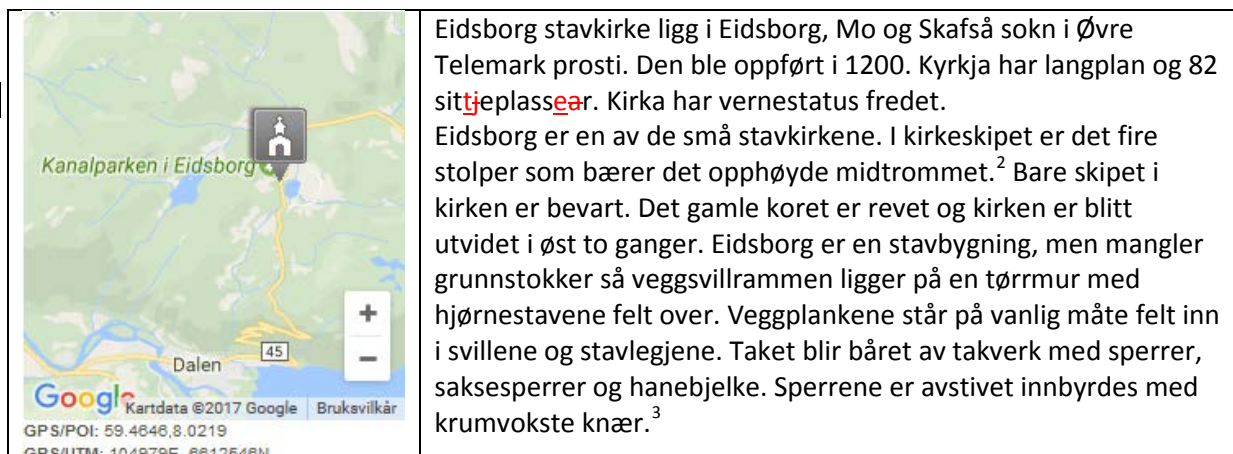 Kanalparken i Eidsborg
45
Dalen
+
−
Google
Kartdata ©2017 Google Bruksvilkår
GPS/POI: 59.4646,8.0219
GPS/UTM: 104979E, 6612546N
Eidsborg stavkirke ligg i Eidsborg, Mo og Skafså sokn i Øvre
Telemark prosti. Den ble oppført i 1200. Kyrkja har langplan og 82
sittjeplassear. Kirka har vernestatus fredet.
Eidsborg er en av de små stavkirkene. I kirkeskipet er det fire
stolper som bærer det opphøyde midtrommet.2 Bare skipet i
kirken er bevart. Det gamle koret er revet og kirken er blitt
utvidet i øst to ganger. Eidsborg er en stavbygning, men mangler
grunnstokker så veggsvillrammen ligger på en tørrmur med
hjørnestavene felt over. Veggplankene står på vanlig måte felt inn
i svillene og stavlegjene. Taket blir båret av takverk med sperrer,
saksesperrer og hanebjelke. Sperrene er avstivet innbyrdes med
krumvokste knær.3